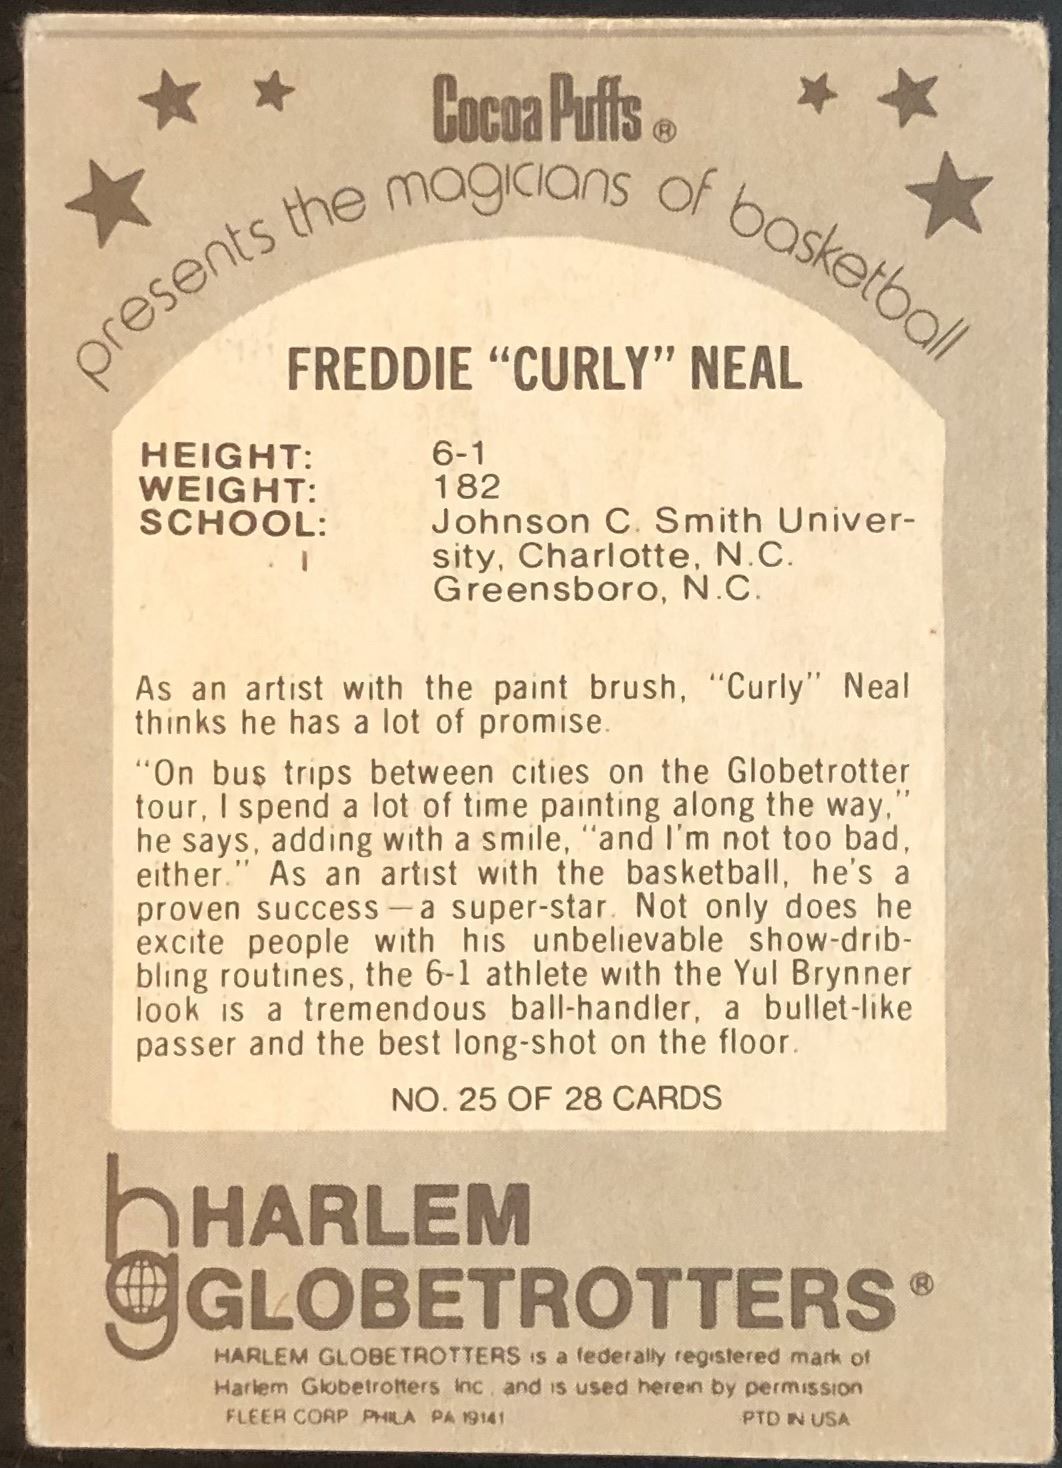 Cocoa Puffs ®
presents the magicians of basketball
FREDDIE “CURLY” NEAL
HEIGHT: 6-1
WEIGHT: 182
SCHOOL: Johnson C. Smith Univer-
sity, Charlotte, N.C.
Greensboro, N.C.
As an artist with the paint brush, “Curly” Neal
thinks he has a lot of promise.
“On bus trips between cities on the Globetrotter
tour, I spend a lot of time painting along the way,”
he says, adding with a smile, “and I'm not too bad,
either.” As an artist with the basketball, he's a
proven success—a super-star. Not only does he
excite people with his unbelievable show-drib-
bling routines, the 6-1 athlete with the Yul Brynner
look is a tremendous ball-handler, a bullet-like
passer and the best long-shot on the floor.
NO. 25 OF 28 CARDS
hg
HARLEM
GLOBETROTTERS ®
HARLEM GLOBETROTTERS is a federally registered mark of
Harlem Globetrotters, Inc., and is used herein by permission
FLEER CORP. PHILA. PA. 19141 PTD IN USA